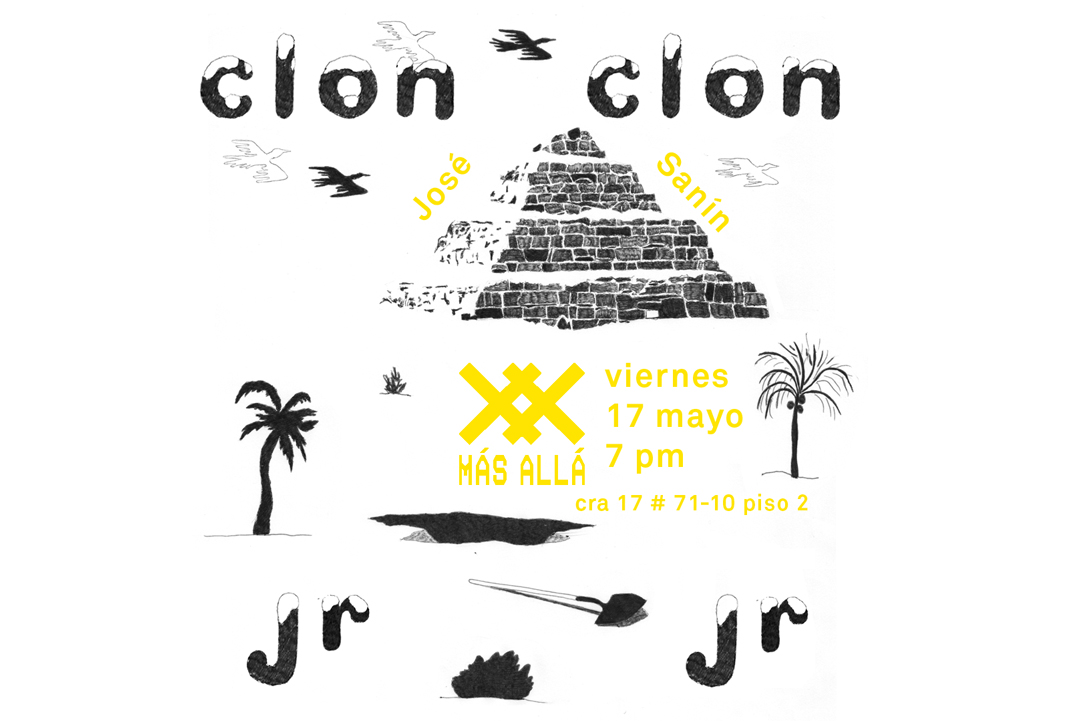 clon clon
José Sanín
MÁS ALLÁ
viernes
17 mayo
7 pm
cra 17 # 71-10 piso 2
jr jr